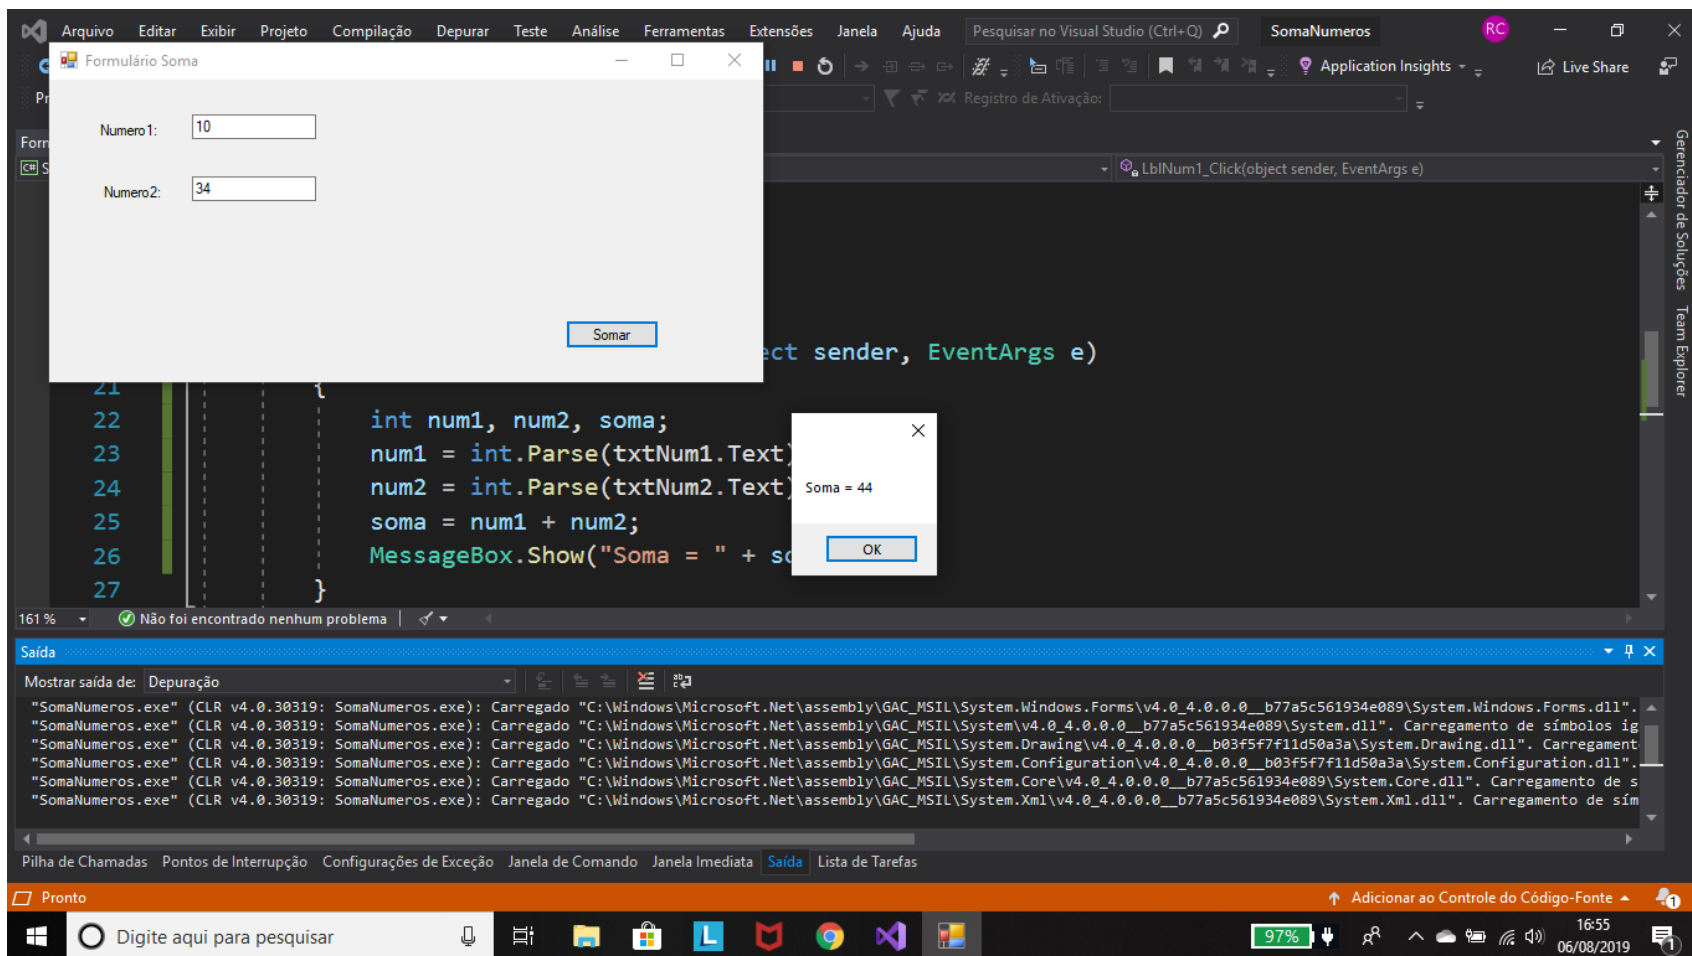 Arquivo Editar Exibir Projeto Compilação Depurar Teste Análise Ferramentas Extensões Janela Ajuda Pesquisar no Visual Studio (Ctrl+Q) SomaNumeros RC
Formulário Soma
Application Insights Live Share
Registro de Ativação:
Numero1: 10
Numero2: 34
Somar
C#
LblNum1_Click(object sender, EventArgs e)
Gerenciador de Soluções
Team Explorer
sender, EventArgs e)
21 {
22 int num1, num2, soma;
23 num1 = int.Parse(txtNum1.Text)
24 num2 = int.Parse(txtNum2.Text)
25 soma = num1 + num2;
26 MessageBox.Show("Soma = " + so
27 }
Soma = 44
OK
161 % Não foi encontrado nenhum problema
Saída
Mostrar saída de: Depuração
"SomaNumeros.exe" (CLR v4.0.30319: SomaNumeros.exe): Carregado "C:\Windows\Microsoft.Net\assembly\GAC_MSIL\System.Windows.Forms\v4.0_4.0.0.0__b77a5c561934e089\System.Windows.Forms.dll".
"SomaNumeros.exe" (CLR v4.0.30319: SomaNumeros.exe): Carregado "C:\Windows\Microsoft.Net\assembly\GAC_MSIL\System\v4.0_4.0.0.0__b77a5c561934e089\System.dll". Carregamento de símbolos ig
"SomaNumeros.exe" (CLR v4.0.30319: SomaNumeros.exe): Carregado "C:\Windows\Microsoft.Net\assembly\GAC_MSIL\System.Drawing\v4.0_4.0.0.0__b03f5f7f11d50a3a\System.Drawing.dll". Carregament
"SomaNumeros.exe" (CLR v4.0.30319: SomaNumeros.exe): Carregado "C:\Windows\Microsoft.Net\assembly\GAC_MSIL\System.Configuration\v4.0_4.0.0.0__b03f5f7f11d50a3a\System.Configuration.dll".
"SomaNumeros.exe" (CLR v4.0.30319: SomaNumeros.exe): Carregado "C:\Windows\Microsoft.Net\assembly\GAC_MSIL\System.Core\v4.0_4.0.0.0__b77a5c561934e089\System.Core.dll". Carregamento de s
"SomaNumeros.exe" (CLR v4.0.30319: SomaNumeros.exe): Carregado "C:\Windows\Microsoft.Net\assembly\GAC_MSIL\System.Xml\v4.0_4.0.0.0__b77a5c561934e089\System.Xml.dll". Carregamento de sím
Pilha de Chamadas Pontos de Interrupção Configurações de Exceção Janela de Comando Janela Imediata Saída Lista de Tarefas
Pronto Adicionar ao Controle do Código-Fonte 1
Digite aqui para pesquisar L 97% 16:55
06/08/2019 1